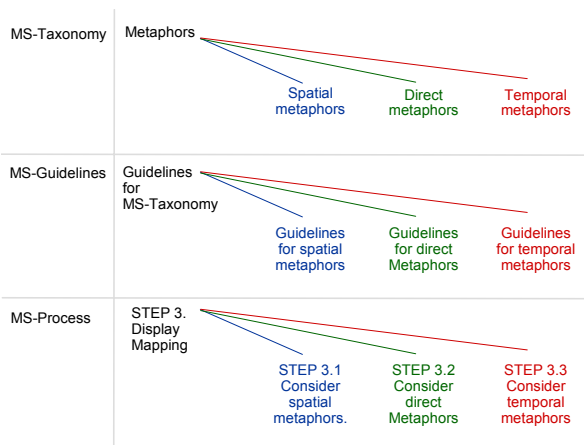 MS-Taxonomy
Metaphors
Spatial
metaphors
Direct
metaphors
Temporal
metaphors
MS-Guidelines
Guidelines
for
MS-Taxonomy
Guidelines
for spatial
metaphors
Guidelines
for direct
Metaphors
Guidelines
for temporal
metaphors
MS-Process
STEP 3.
Display
Mapping
STEP 3.1
Consider
spatial
metaphors.
STEP 3.2
Consider
direct
Metaphors
STEP 3.3
Consider
temporal
metaphors